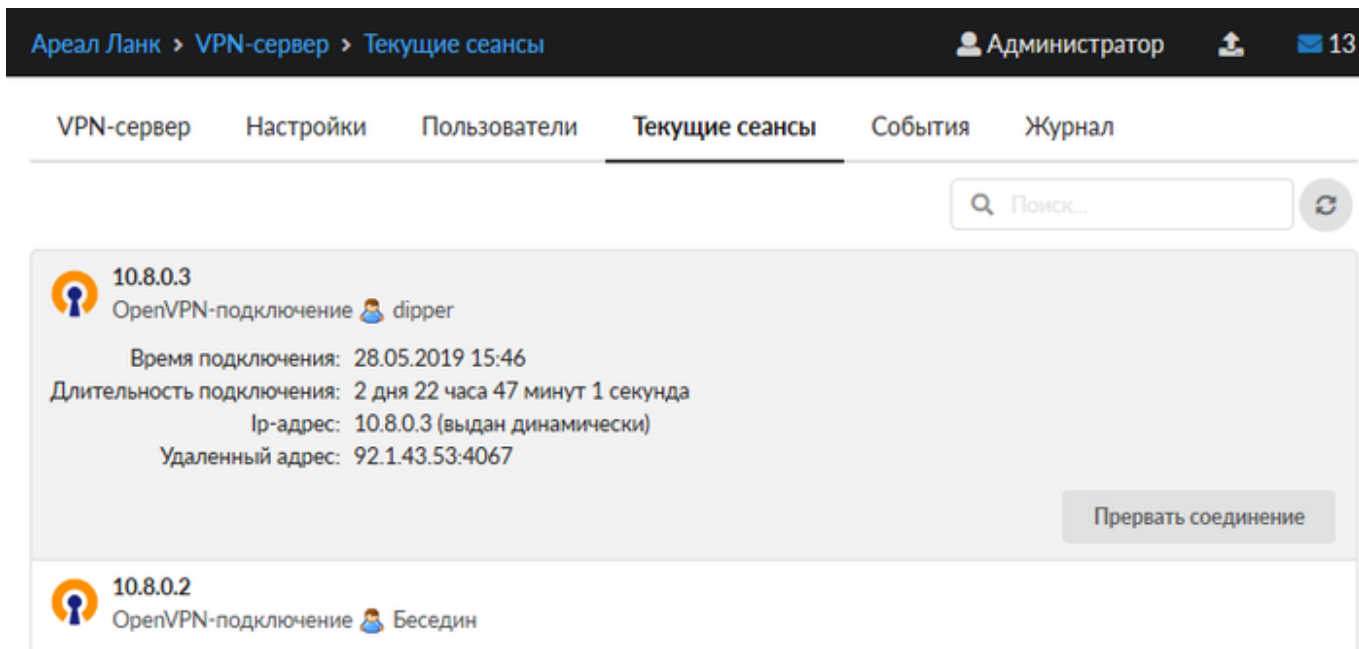 Ареал Ланк > VPN-сервер > Текущие сеансы Администратор 13
VPN-сервер Настройки Пользователи Текущие сеансы События Журнал
Поиск...
10.8.0.3
OpenVPN-подключение dipper
Время подключения: 28.05.2019 15:46
Длительность подключения: 2 дня 22 часа 47 минут 1 секунда
Ip-адрес: 10.8.0.3 (выдан динамически)
Удаленный адрес: 92.1.43.53:4067
Прервать соединение
10.8.0.2
OpenVPN-подключение Беседин